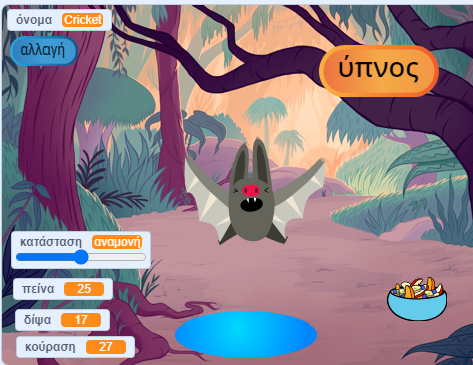 όνομα Cricket
αλλαγή
ύπνος
κατάσταση αναμονή
πείνα 25
δίψα 17
κούραση 27